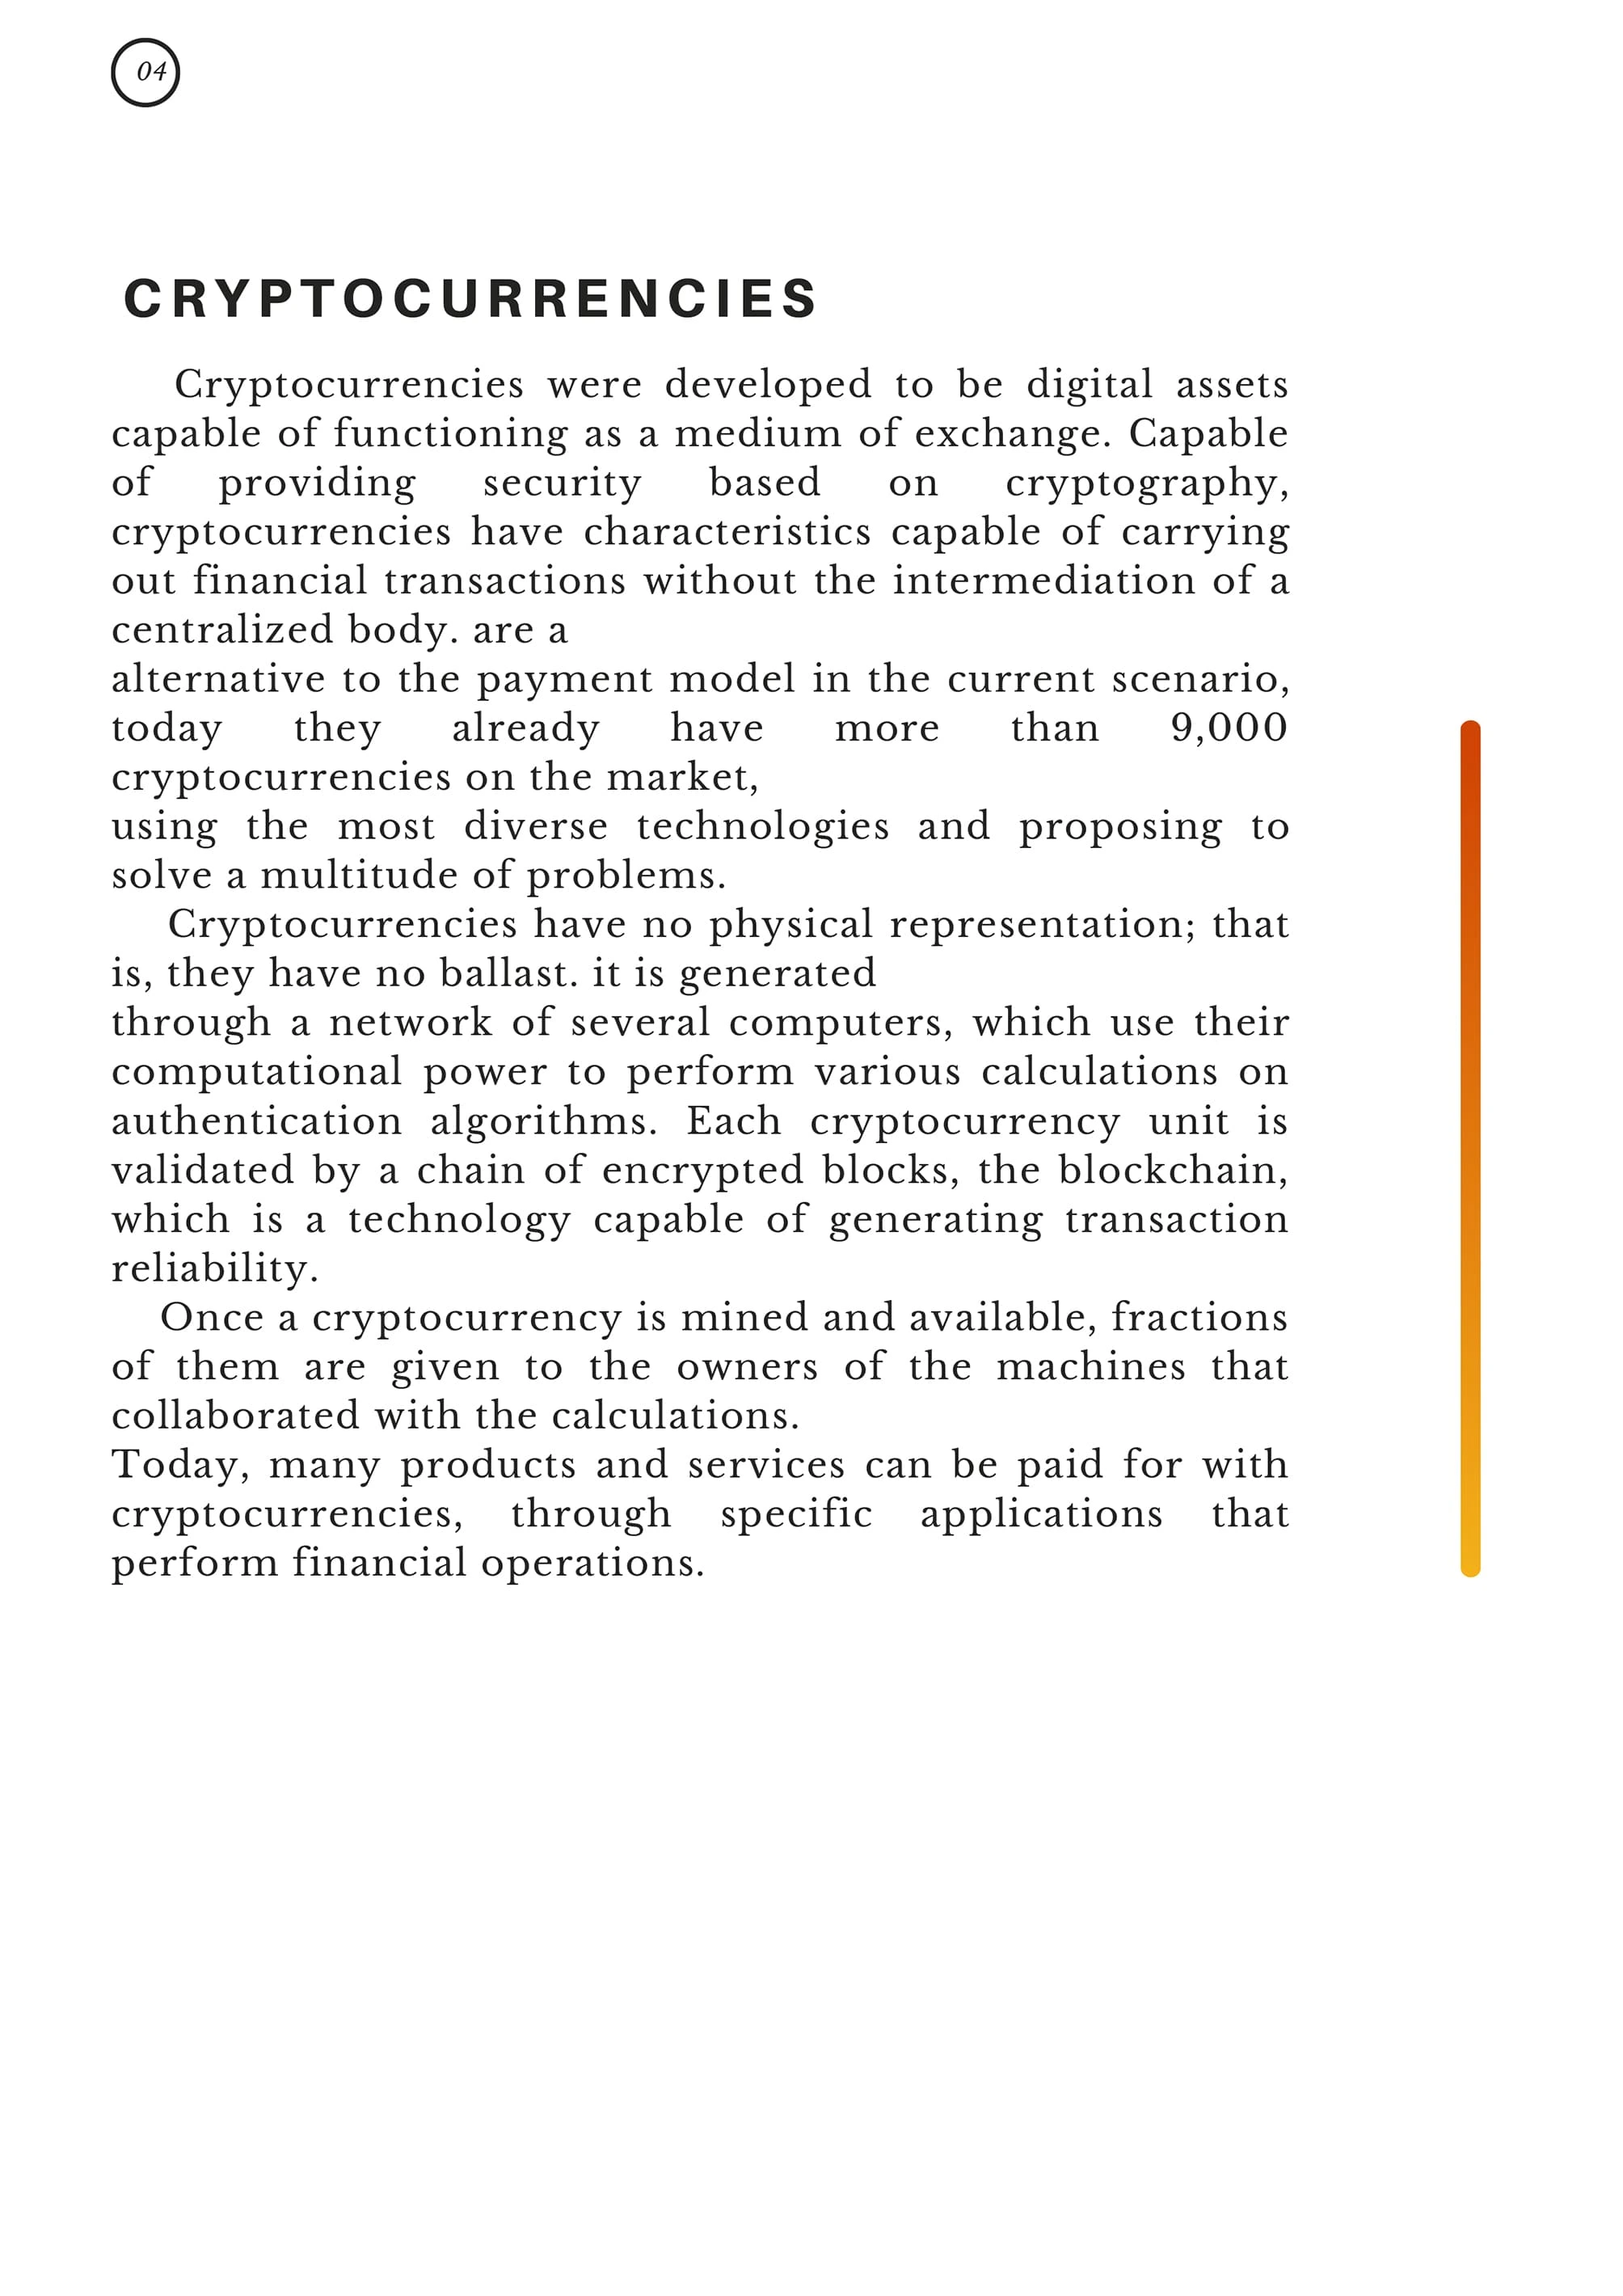 04
CRYPTOCURRENCIES
Cryptocurrencies were developed to be digital assets
capable of functioning as a medium of exchange. Capable
of providing security based on cryptography,
cryptocurrencies have characteristics capable of carrying
out financial transactions without the intermediation of a
centralized body. are a
alternative to the payment model in the current scenario,
today they already have more than 9,000
cryptocurrencies on the market,
using the most diverse technologies and proposing to
solve a multitude of problems.
Cryptocurrencies have no physical representation; that
is, they have no ballast. it is generated
through a network of several computers, which use their
computational power to perform various calculations on
authentication algorithms. Each cryptocurrency unit is
validated by a chain of encrypted blocks, the blockchain,
which is a technology capable of generating transaction
reliability.
Once a cryptocurrency is mined and available, fractions
of them are given to the owners of the machines that
collaborated with the calculations.
Today, many products and services can be paid for with
cryptocurrencies, through specific applications that
perform financial operations.